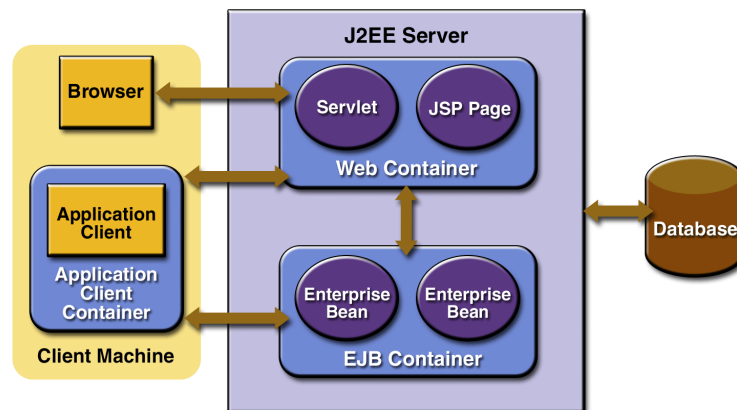 J2EE Server
Browser
Servlet
JSP Page
Web Container
Application
Client
Application
Client
Container
Client Machine
Enterprise
Bean
Enterprise
Bean
EJB Container
Database